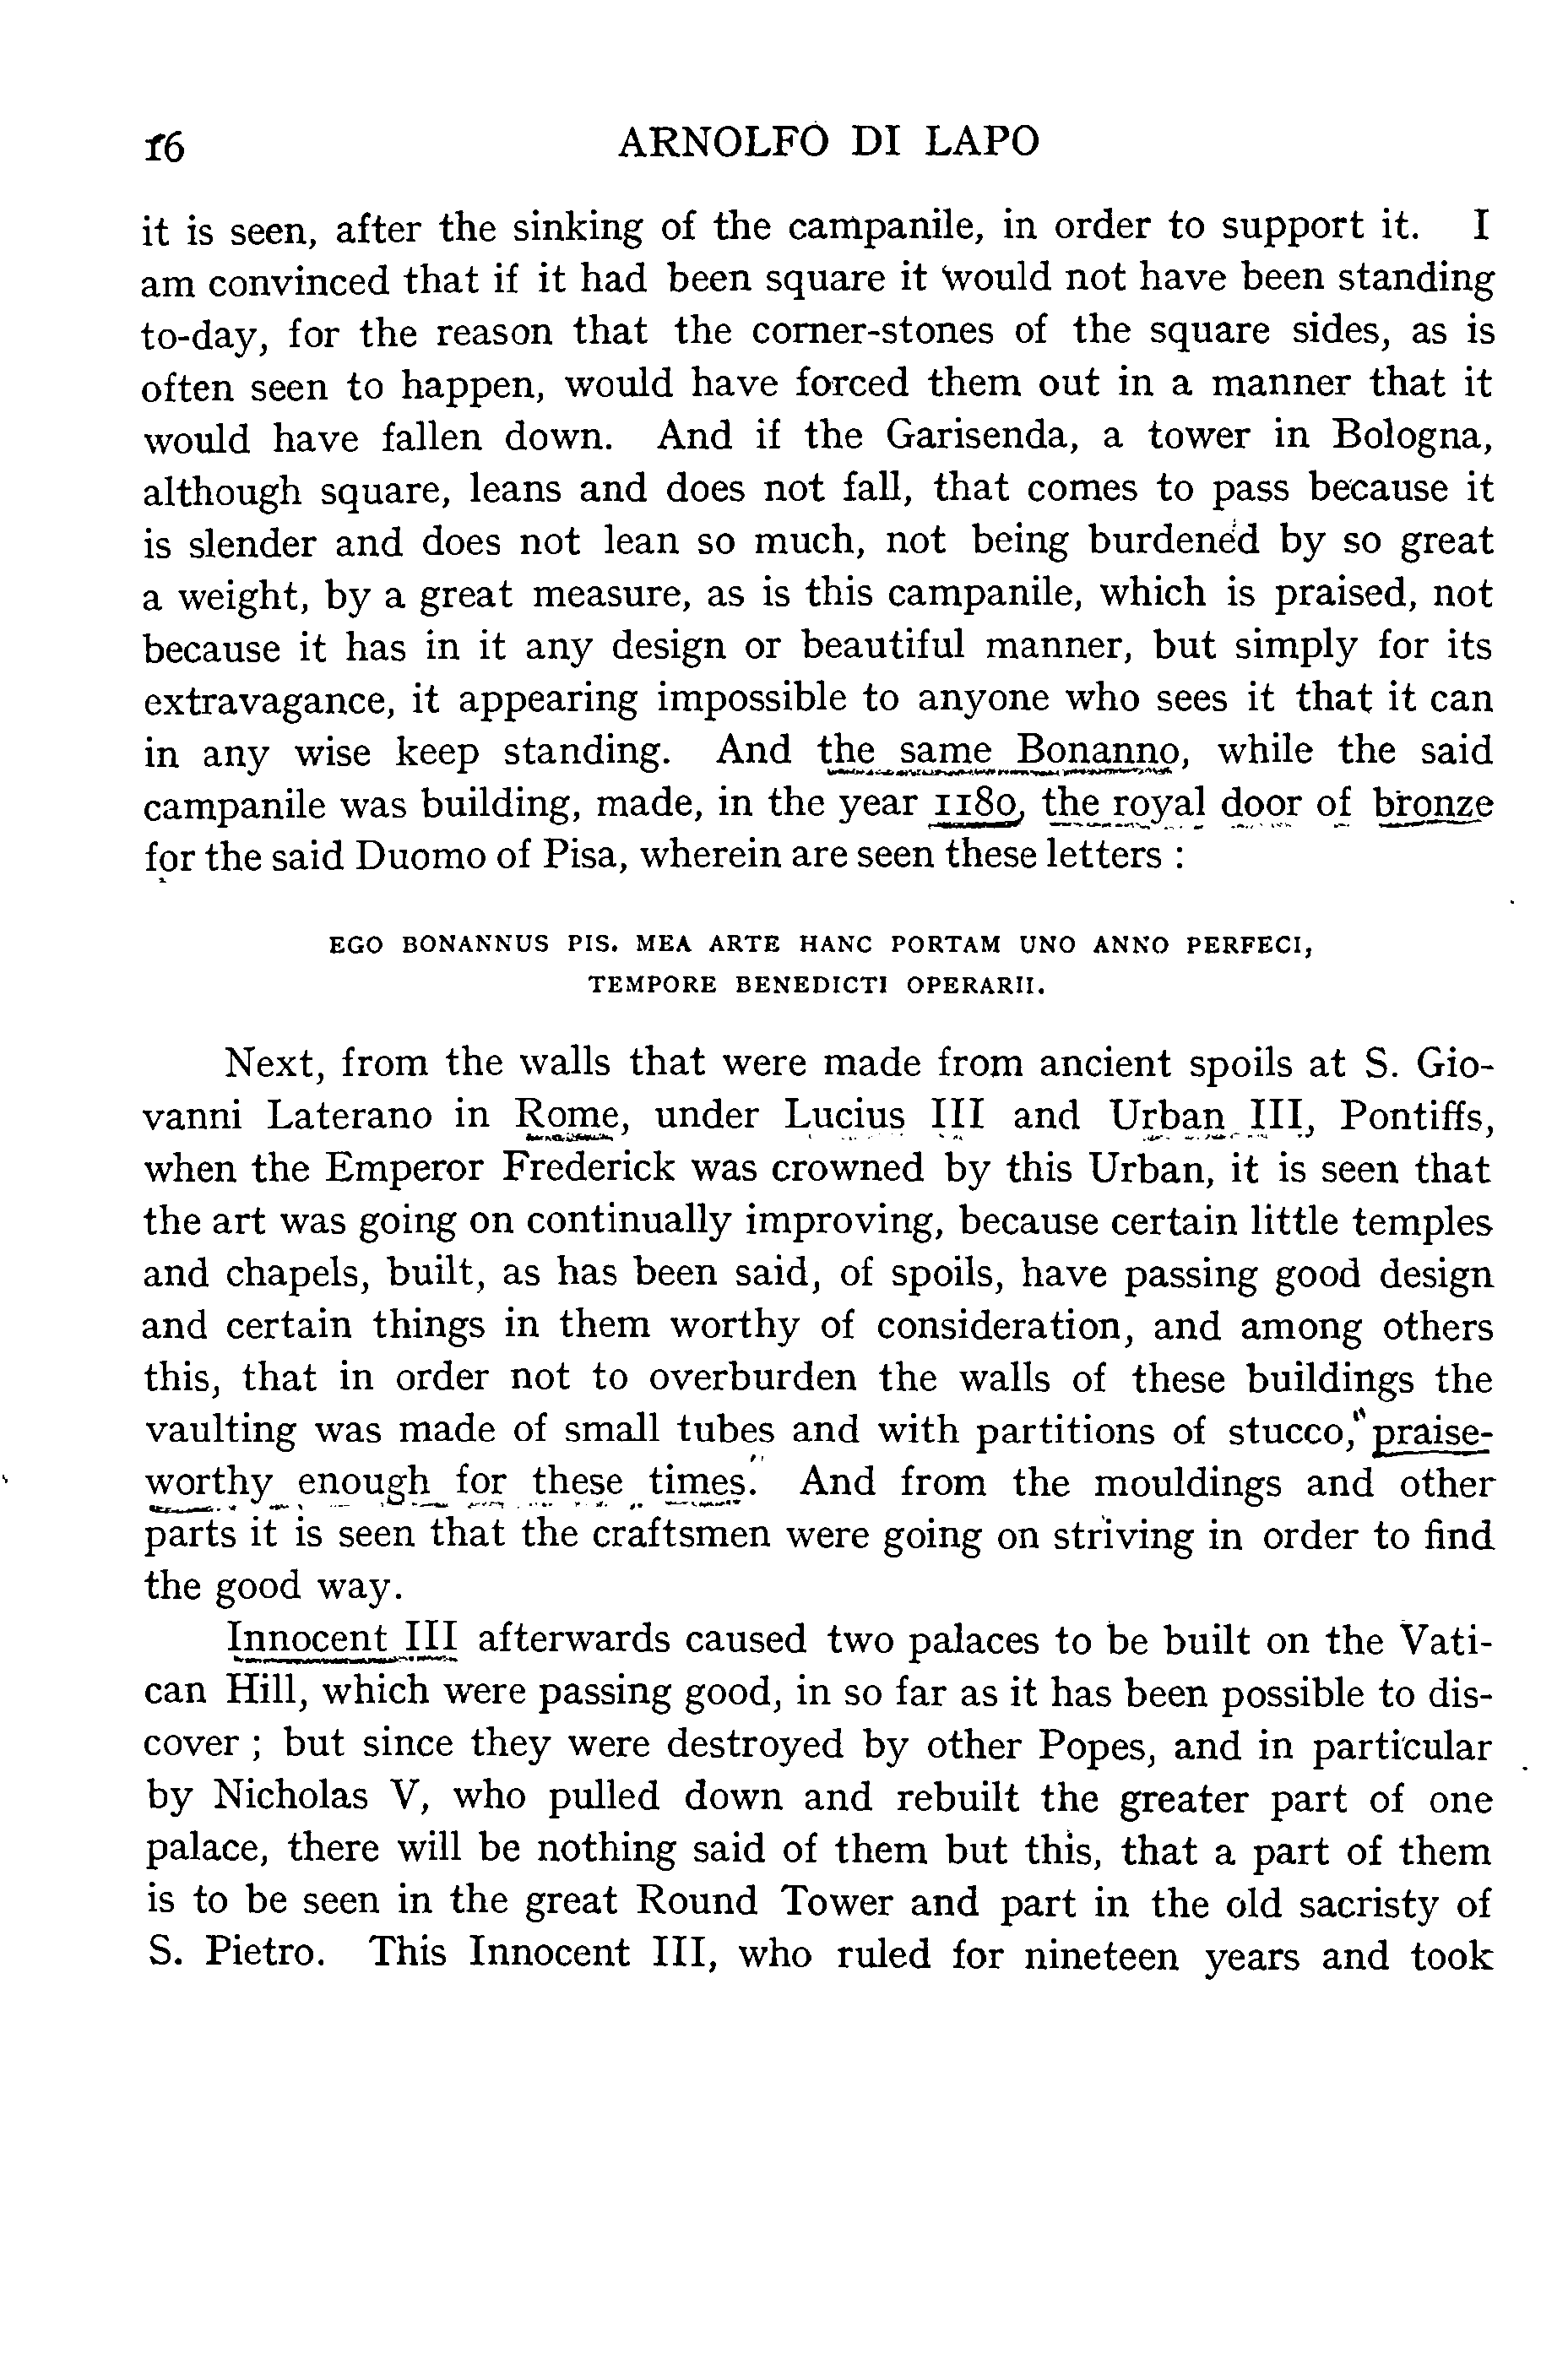 16 ARNOLFO DI LAPO
it is seen, after the sinking of the campanile, in order to support it. I
am convinced that if it had been square it would not have been standing
to-day, for the reason that the corner-stones of the square sides, as is
often seen to happen, would have forced them out in a manner that it
would have fallen down. And if the Garisenda, a tower in Bologna,
although square, leans and does not fall, that comes to pass because it
is slender and does not lean so much, not being burdened by so great
a weight, by a great measure, as is this campanile, which is praised, not
because it has in it any design or beautiful manner, but simply for its
extravagance, it appearing impossible to anyone who sees it that it can
in any wise keep standing. And the same Bonanno, while the said
campanile was building, made, in the year 1180, the royal door of bronze
for the said Duomo of Pisa, wherein are seen these letters :
EGO BONANNUS PIS. MEA ARTE HANC PORTAM UNO ANNO PERFECI,
TEMPORE BENEDICTI OPERARII.
Next, from the walls that were made from ancient spoils at S. Gio-
vanni Laterano in Rome, under Lucius III and Urban III, Pontiffs,
when the Emperor Frederick was crowned by this Urban, it is seen that
the art was going on continually improving, because certain little temples
and chapels, built, as has been said, of spoils, have passing good design
and certain things in them worthy of consideration, and among others
this, that in order not to overburden the walls of these buildings the
vaulting was made of small tubes and with partitions of stucco, praise-
worthy enough for these times. And from the mouldings and other
parts it is seen that the craftsmen were going on striving in order to find
the good way.
Innocent III afterwards caused two palaces to be built on the Vati-
can Hill, which were passing good, in so far as it has been possible to dis-
cover ; but since they were destroyed by other Popes, and in particular
by Nicholas V, who pulled down and rebuilt the greater part of one
palace, there will be nothing said of them but this, that a part of them
is to be seen in the great Round Tower and part in the old sacristy of
S. Pietro. This Innocent III, who ruled for nineteen years and took